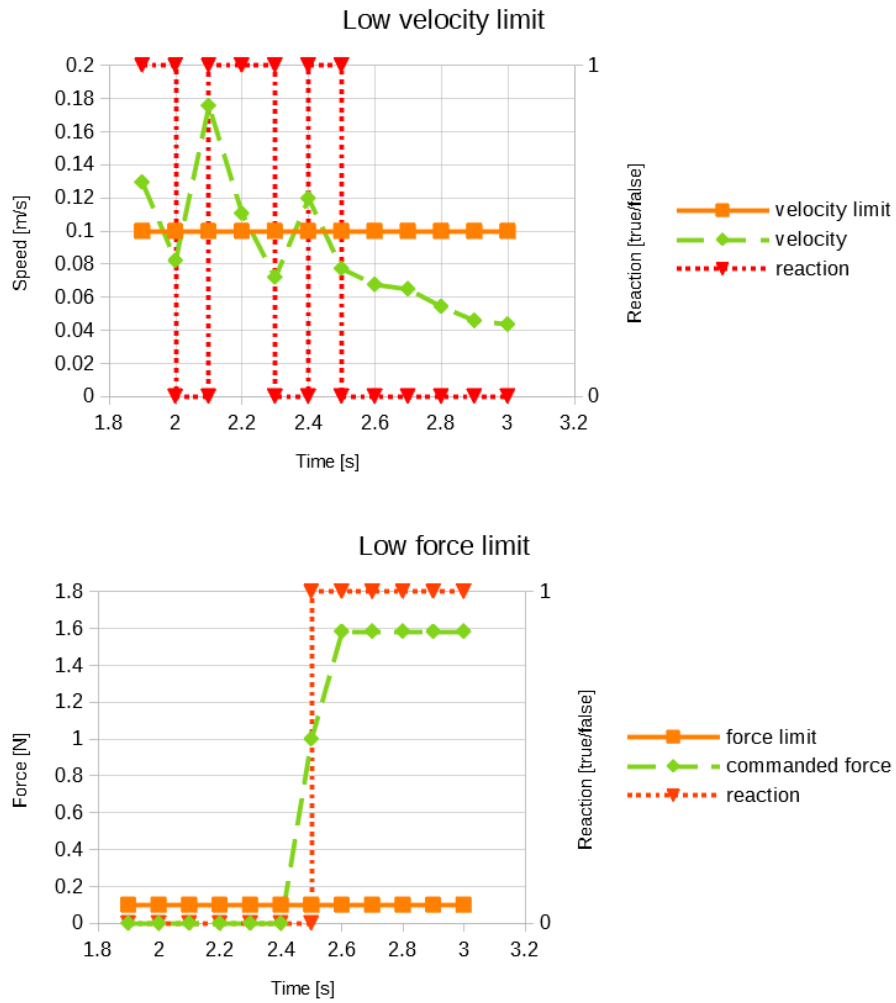 Low velocity limit
0.2
0.18
0.16
0.14
0.12
0.1
0.08
0.06
0.04
0.02
0
Speed [m/s]
1
0
Reaction [true/false]
1.8 2 2.2 2.4 2.6 2.8 3 3.2
Time [s]
velocity limit
velocity
reaction
Low force limit
1.8
1.6
1.4
1.2
1
0.8
0.6
0.4
0.2
0
Force [N]
1
0
Reaction [true/false]
1.8 2 2.2 2.4 2.6 2.8 3 3.2
Time [s]
force limit
commanded force
reaction